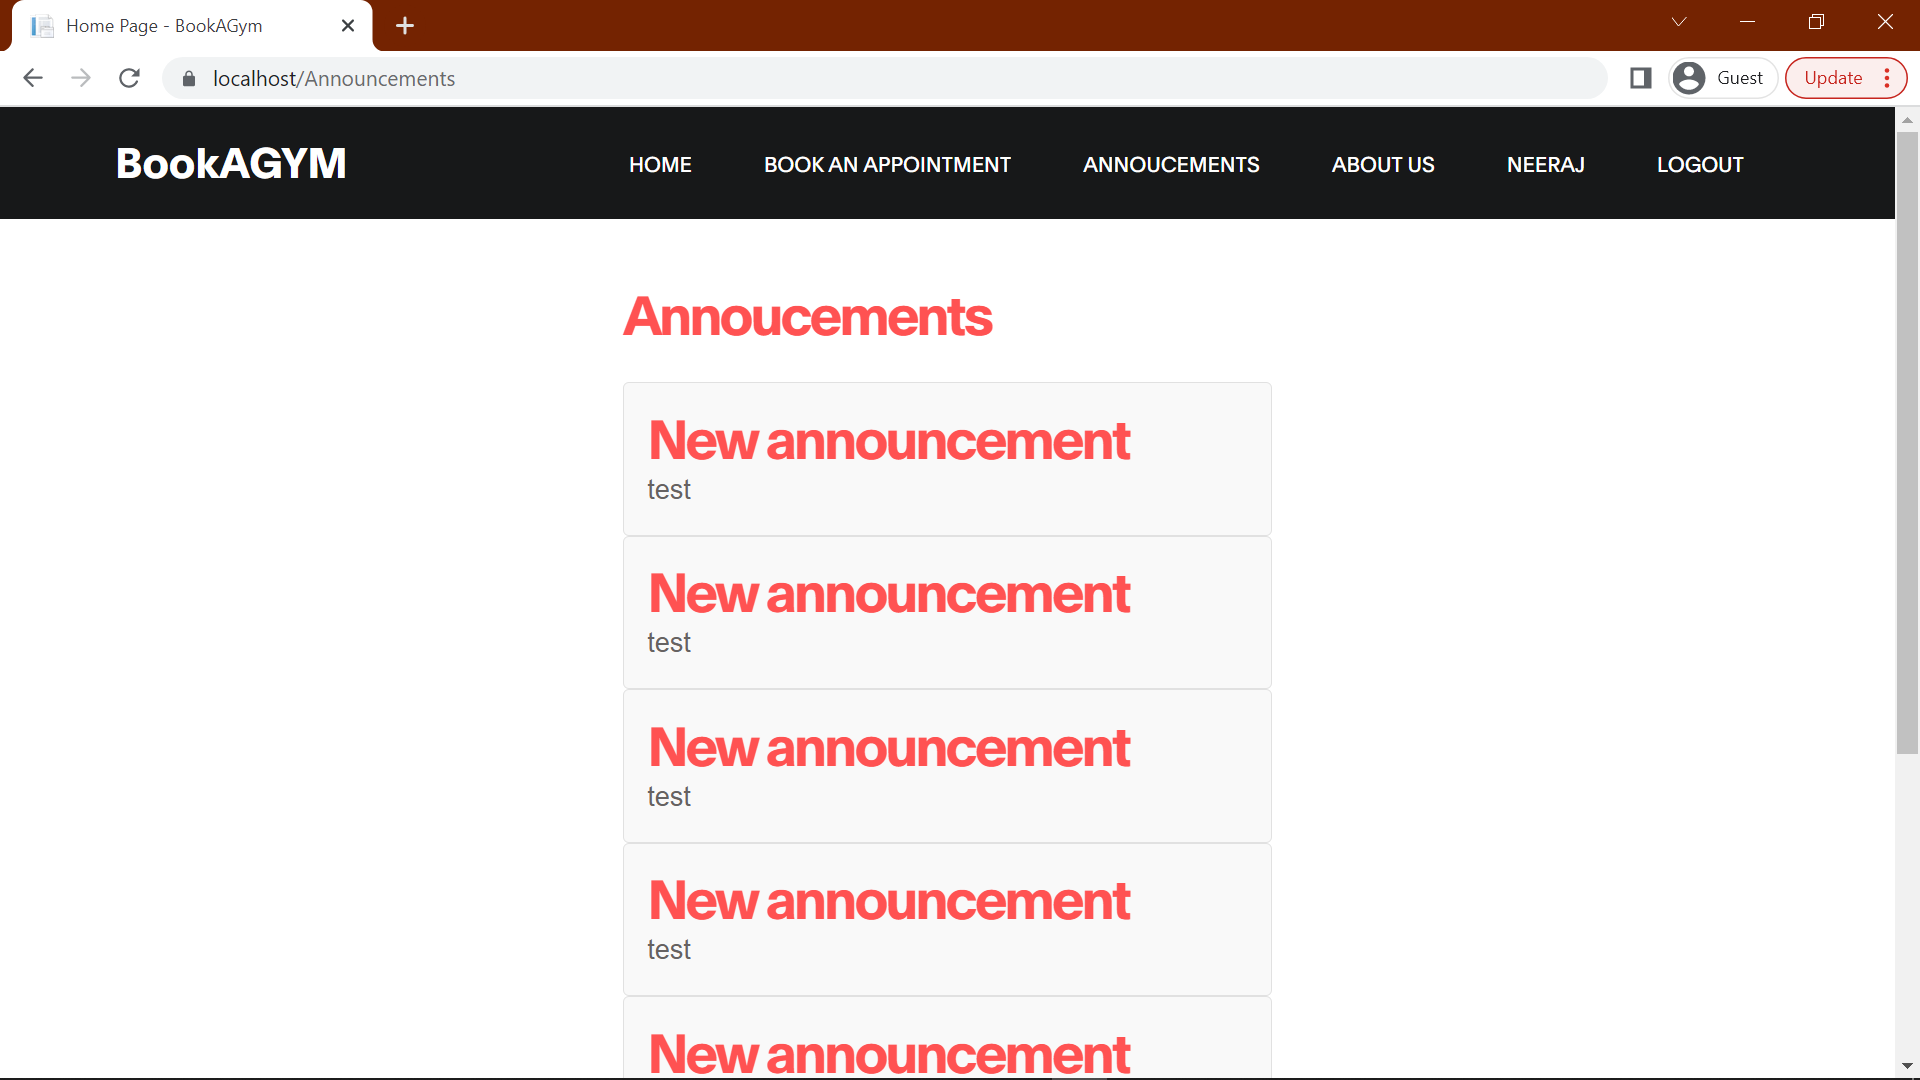 Home Page - BookAGym
localhost/Announcements
Guest
Update
BookAGYM
HOME
BOOK AN APPOINTMENT
ANNOUCEMENTS
ABOUT US
NEERAJ
LOGOUT
Annoucements
New announcement
test
New announcement
test
New announcement
test
New announcement
test
New announcement